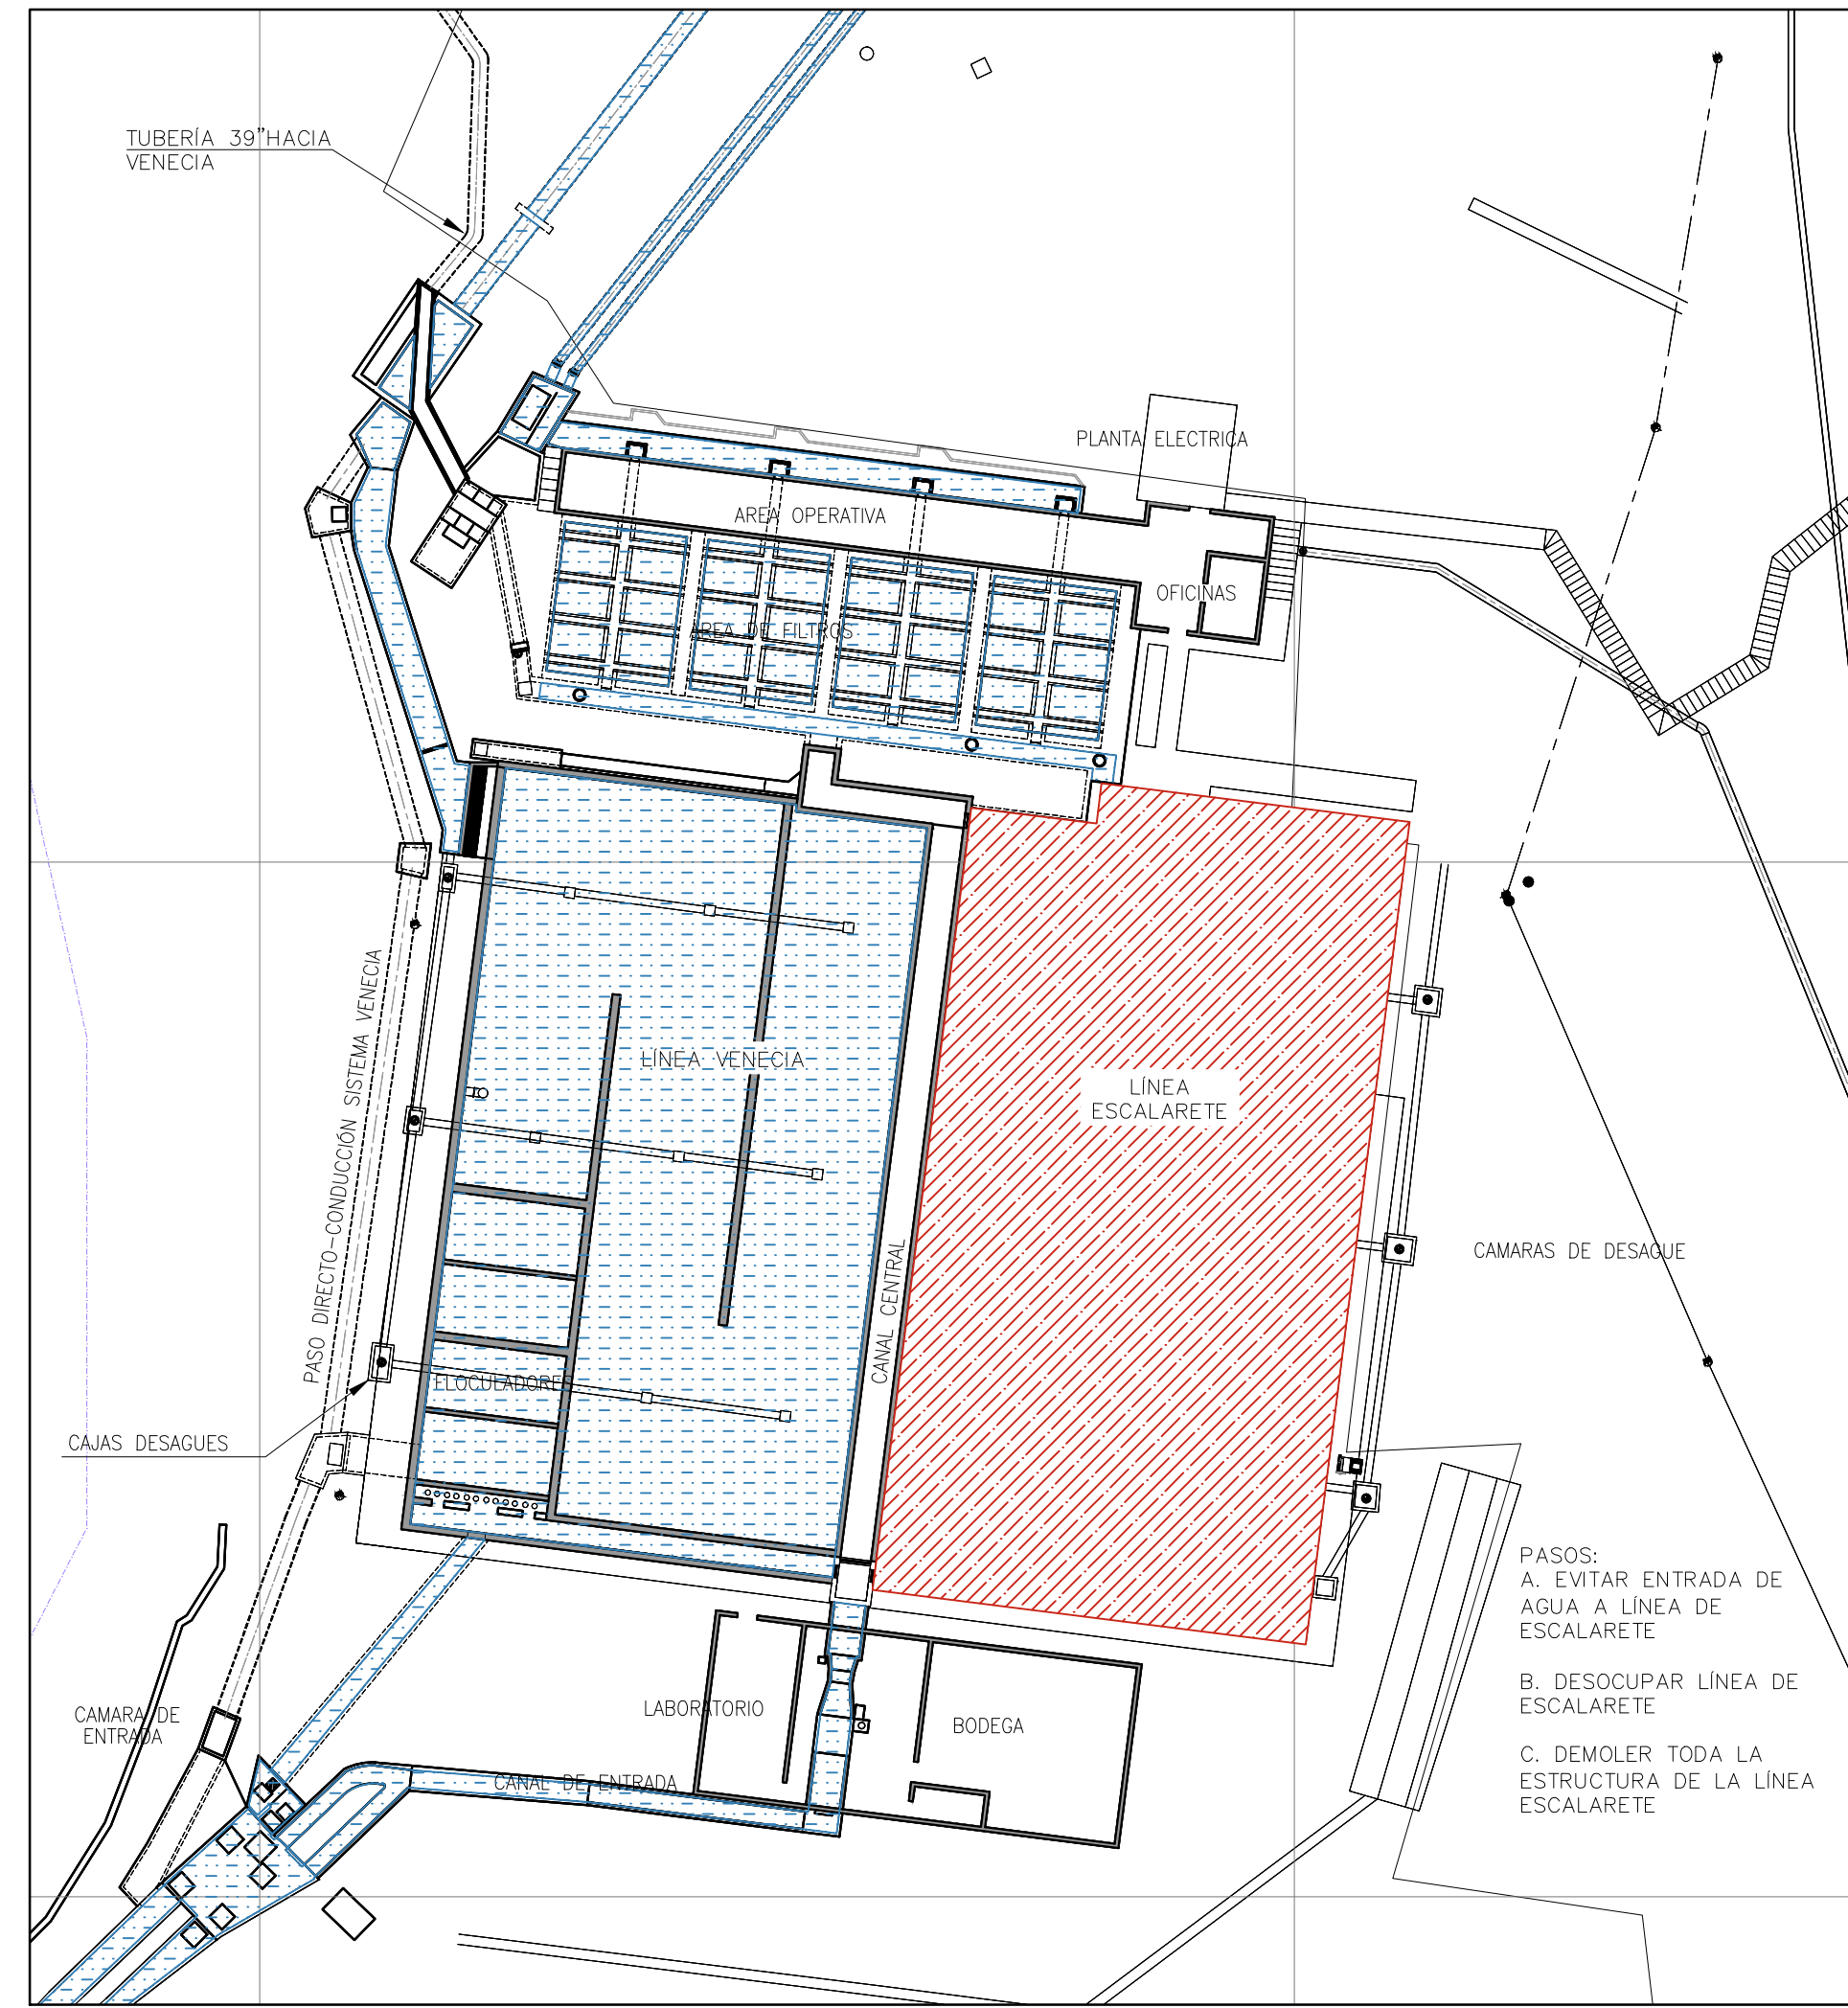 TUBERÍA 39"HACIA
VENECIA
PLANTA ELECTRICA
AREA OPERATIVA
OFICINAS
AREA DE FILTROS
PASO DIRECTO-CONDUCCIÓN SISTEMA VENECIA
LÍNEA VENECIA
LÍNEA
ESCALARETE
CAMARAS DE DESAGUE
CANAL CENTRAL
FLOCULADORES
CAJAS DESAGUES
PASOS:
A. EVITAR ENTRADA DE
AGUA A LÍNEA DE
ESCALARETE
B. DESOCUPAR LÍNEA DE
ESCALARETE
C. DEMOLER TODA LA
ESTRUCTURA DE LA LÍNEA
ESCALARETE
CAMARA DE
ENTRADA
LABORATORIO
BODEGA
CANAL DE ENTRADA